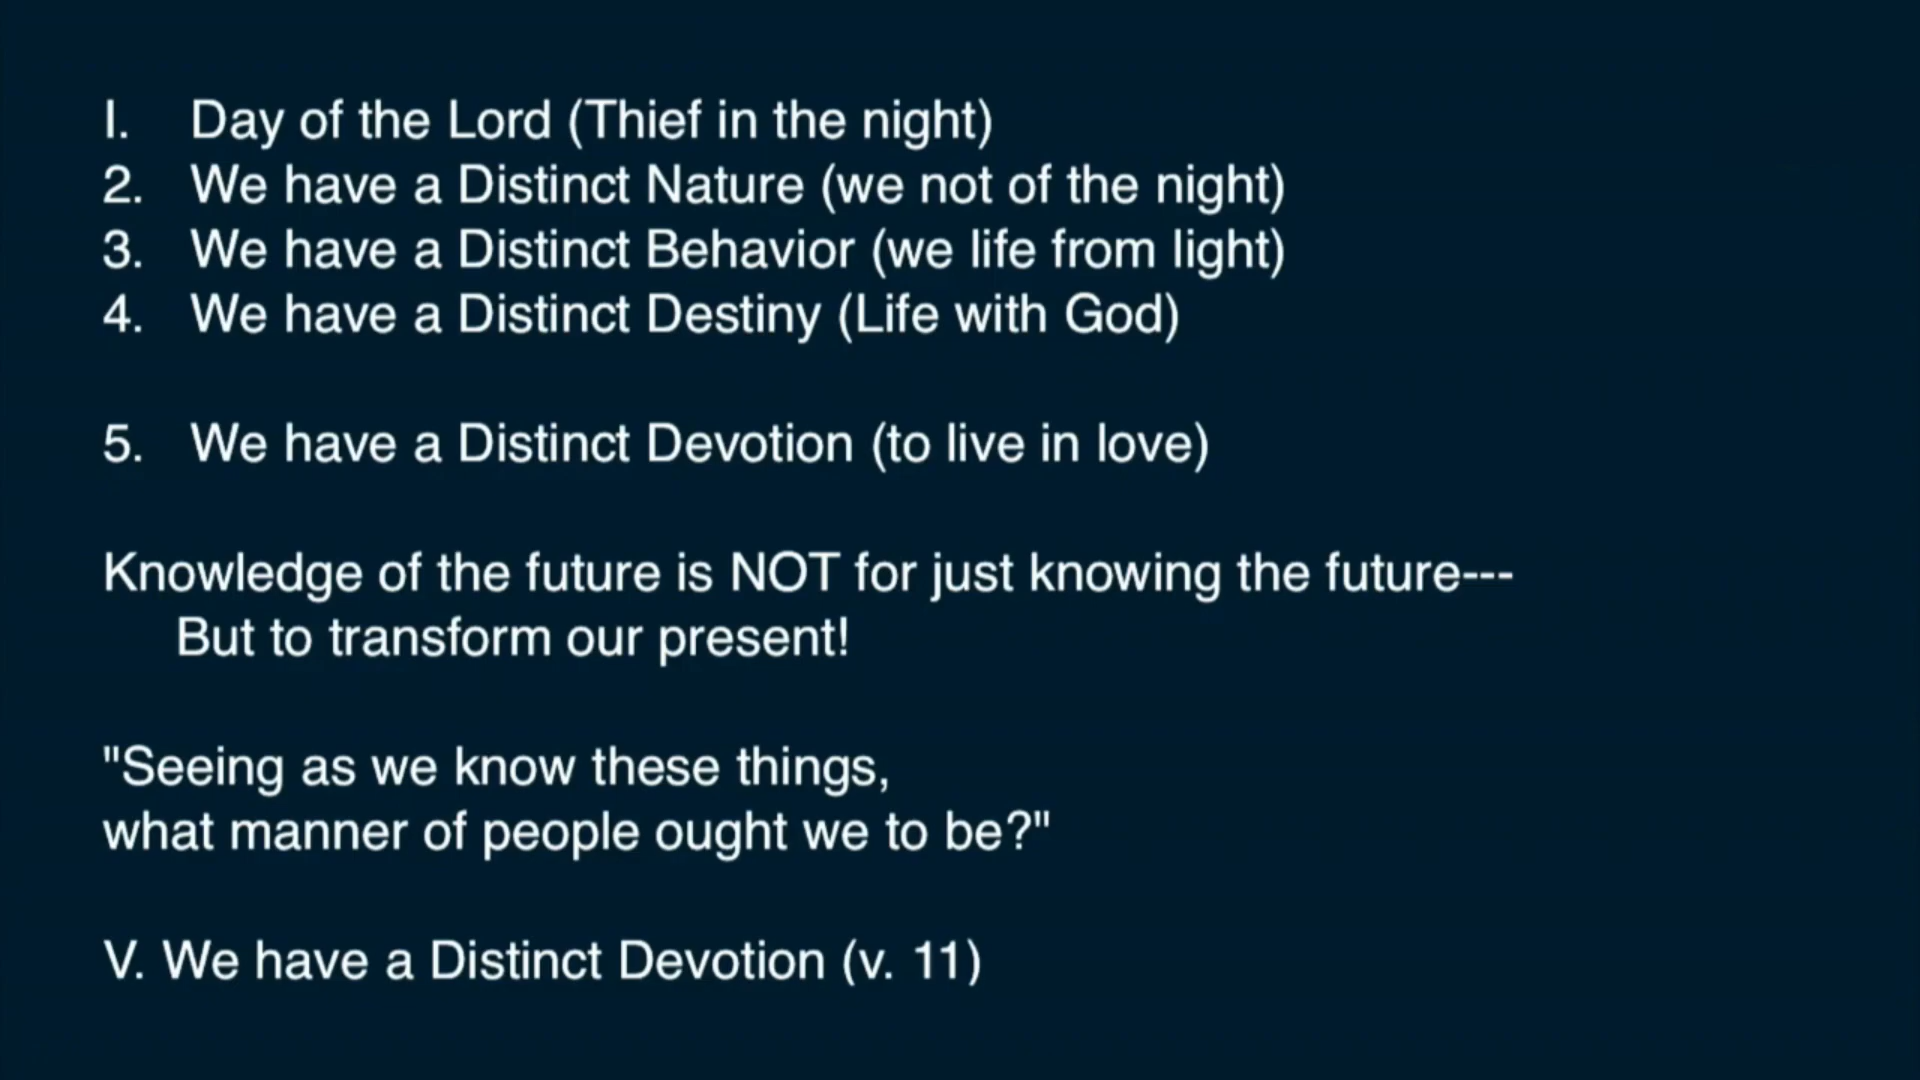 I. Day of the Lord (Thief in the night)
2. We have a Distinct Nature (we not of the night)
3. We have a Distinct Behavior (we life from light)
4. We have a Distinct Destiny (Life with God)
5. We have a Distinct Devotion (to live in love)
Knowledge of the future is NOT for just knowing the future---
But to transform our present!
"Seeing as we know these things,
what manner of people ought we to be?"
V. We have a Distinct Devotion (v. 11)